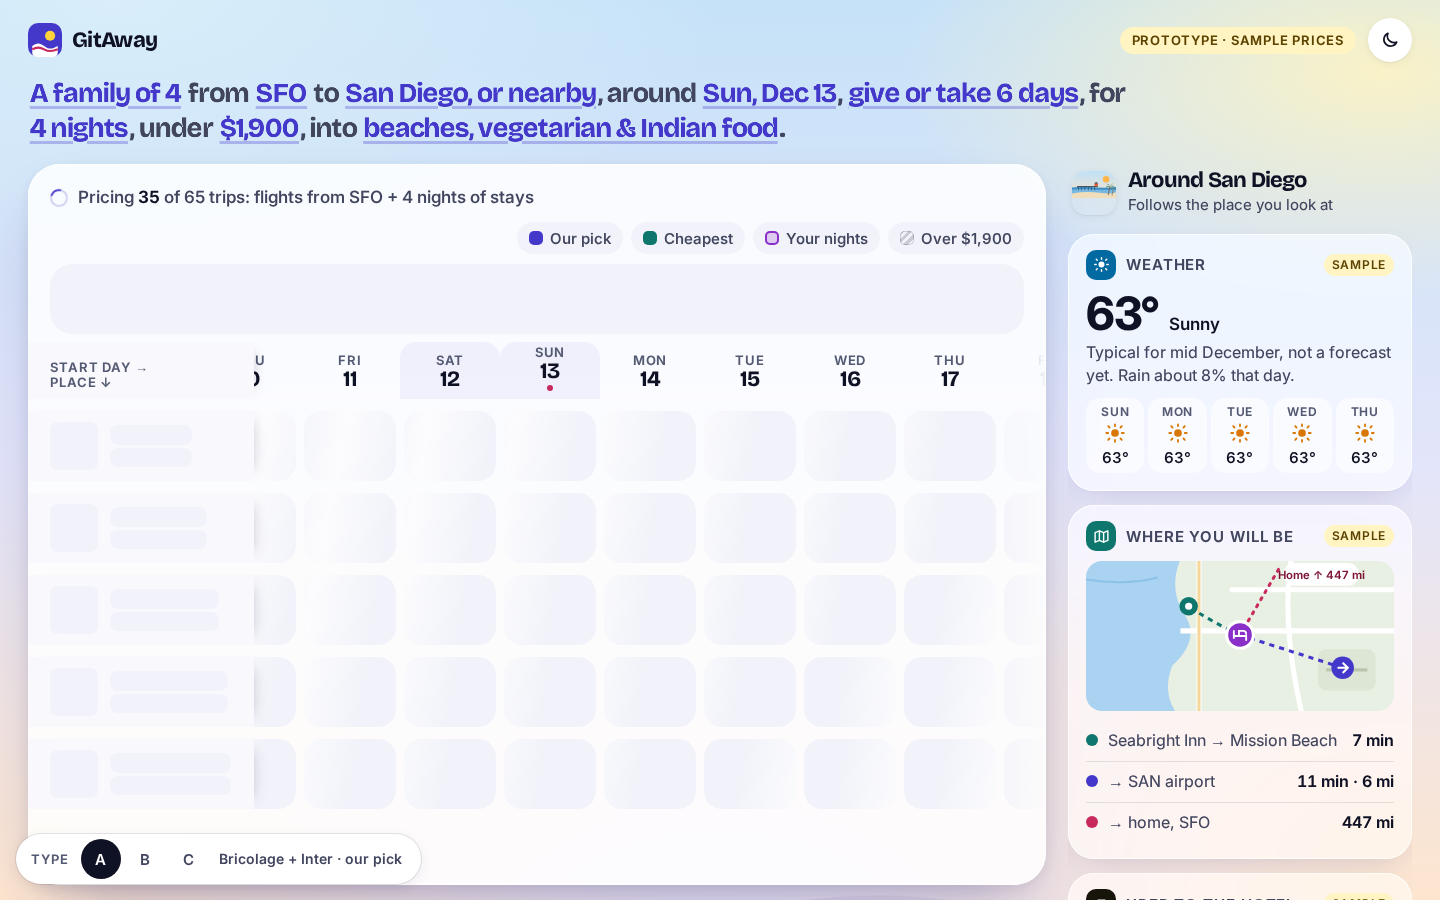 GitAway
PROTOTYPE · SAMPLE PRICES
A family of 4 from SFO to San Diego, or nearby, around Sun, Dec 13, give or take 6 days, for
4 nights, under $1,900, into beaches, vegetarian & Indian food.
Pricing 35 of 65 trips: flights from SFO + 4 nights of stays
Our pick
Cheapest
Your nights
Over $1,900
START DAY →
PLACE ↓
FRI
11
SAT
12
SUN
13
MON
14
TUE
15
WED
16
THU
17
Around San Diego
Follows the place you look at
WEATHER
SAMPLE
63° Sunny
Typical for mid December, not a forecast
yet. Rain about 8% that day.
SUN MON TUE WED THU
63° 63° 63° 63° 63°
WHERE YOU WILL BE
SAMPLE
Home ↑ 447 mi
Seabright Inn → Mission Beach 7 min
→ SAN airport 11 min · 6 mi
→ home, SFO 447 mi
TYPE A B C Bricolage + Inter · our pick